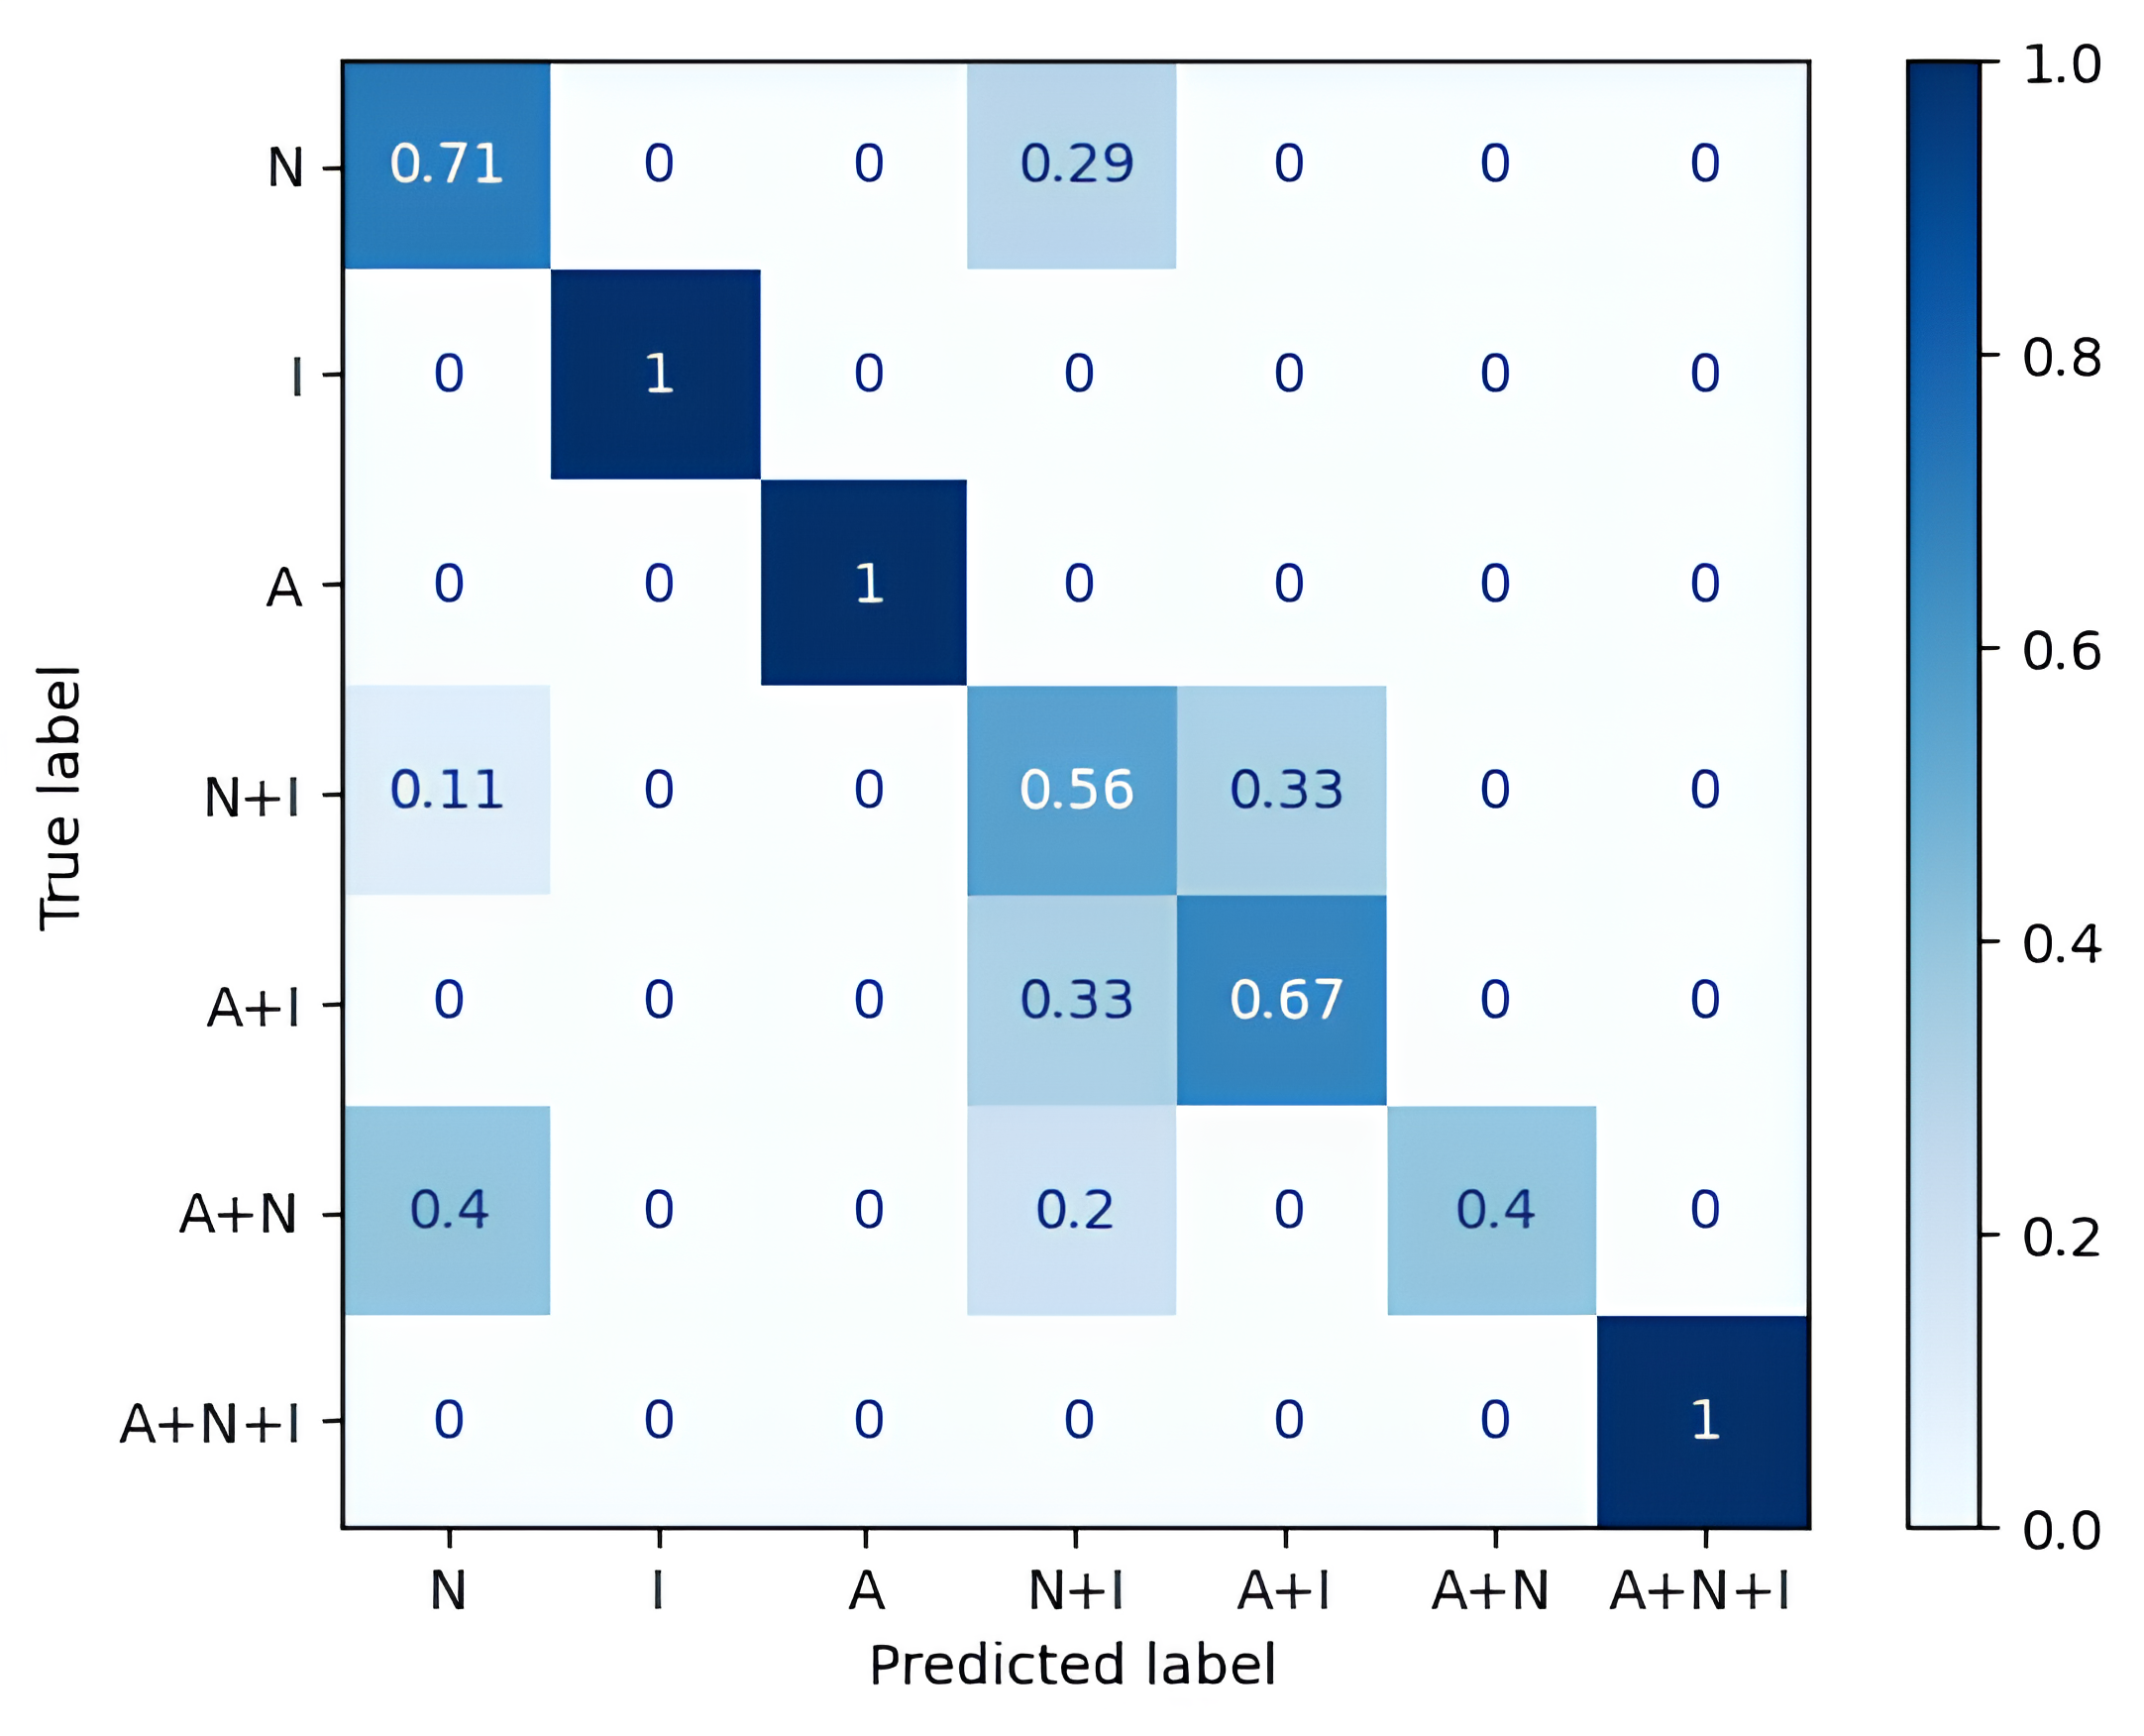 N 0.71 0 0 0.29 0 0 0
I 0 1 0 0 0 0 0
A 0 0 1 0 0 0 0
N+I 0.11 0 0 0.56 0.33 0 0
A+I 0 0 0 0.33 0.67 0 0
A+N 0.4 0 0 0.2 0 0.4 0
A+N+I 0 0 0 0 0 0 1
N I A N+I A+I A+N A+N+I
Predicted label
True label
1.0
0.8
0.6
0.4
0.2
0.0